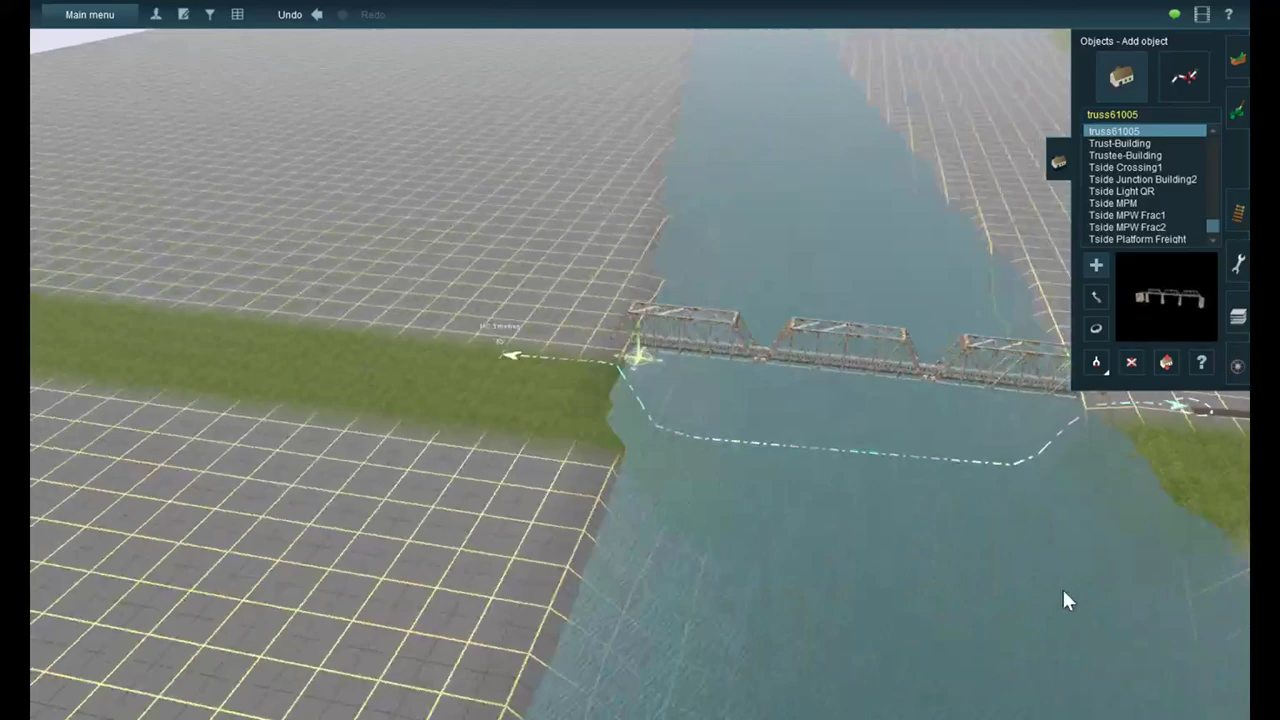 Main menu
Undo
Redo
?
Objects - Add object
truss61005
truss61005
Trust-Building
Trustee-Building
Tside Crossing1
Tside Junction Building2
Tside Light QR
Tside MPM
Tside MPW Frac1
Tside MPW Frac2
Tside Platform Freight
?